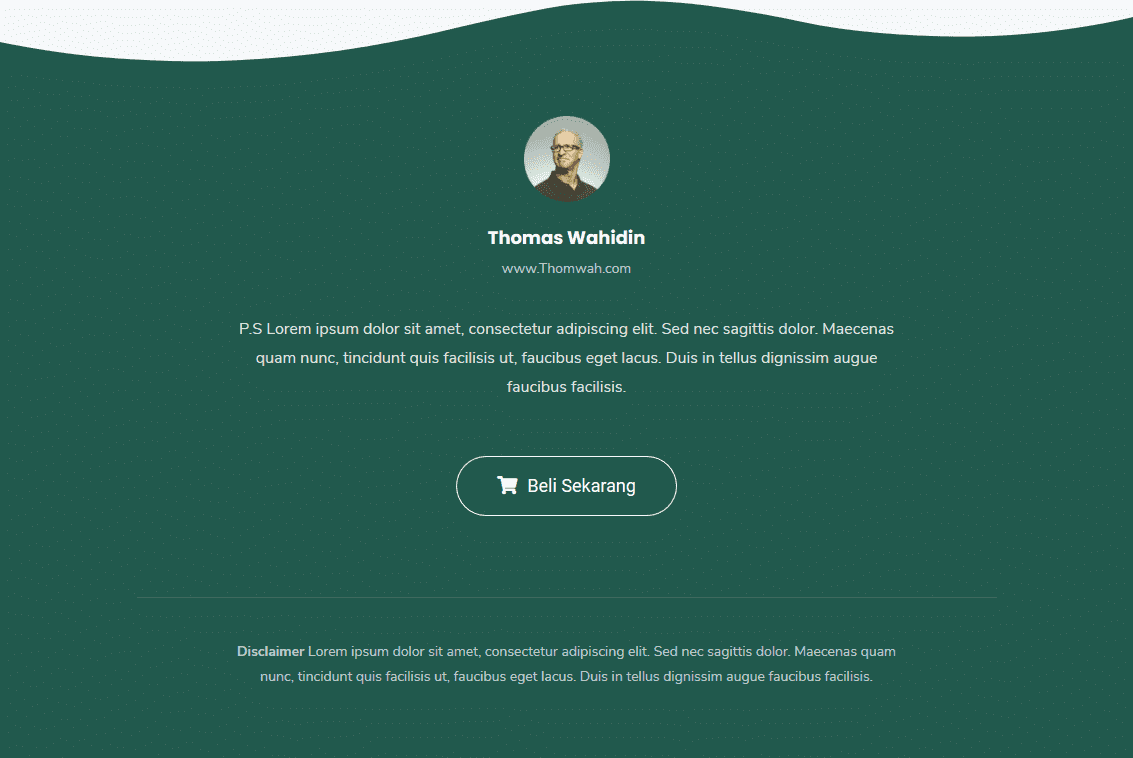 Thomas Wahidin
www.Thomwah.com
P.S Lorem ipsum dolor sit amet, consectetur adipiscing elit. Sed nec sagittis dolor. Maecenas
quam nunc, tincidunt quis facilisis ut, faucibus eget lacus. Duis in tellus dignissim augue
faucibus facilisis.
Beli Sekarang
Disclaimer Lorem ipsum dolor sit amet, consectetur adipiscing elit. Sed nec sagittis dolor. Maecenas quam
nunc, tincidunt quis facilisis ut, faucibus eget lacus. Duis in tellus dignissim augue faucibus facilisis.